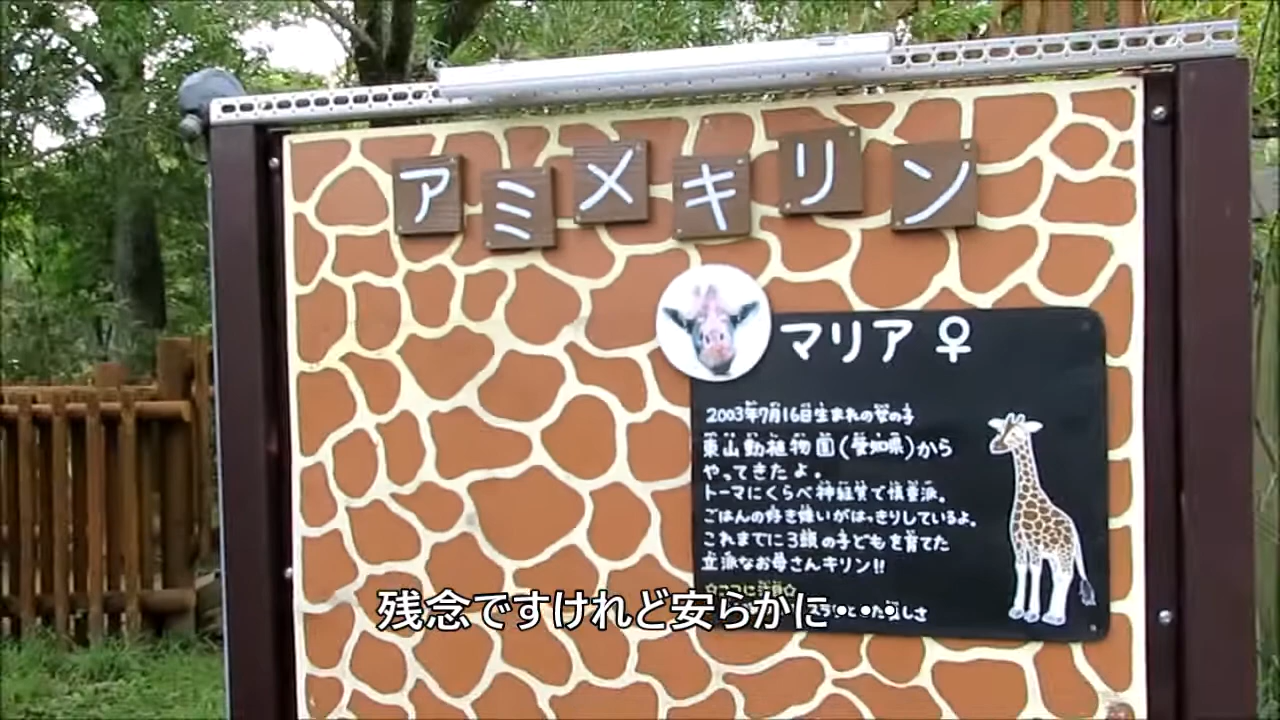 アミメキリン
マリア♀
2003年7月16日生まれの女の子
東山動植物園(愛知県)から
やってきたよ。
トーマにくらべ神経質で慎重派。
ごはんの好き嫌いがはっきりしているよ。
これまでに3頭の子どもを育てた
立派なお母さんキリン!!
☆ココに注目☆
残念ですけれど安らかに・・・